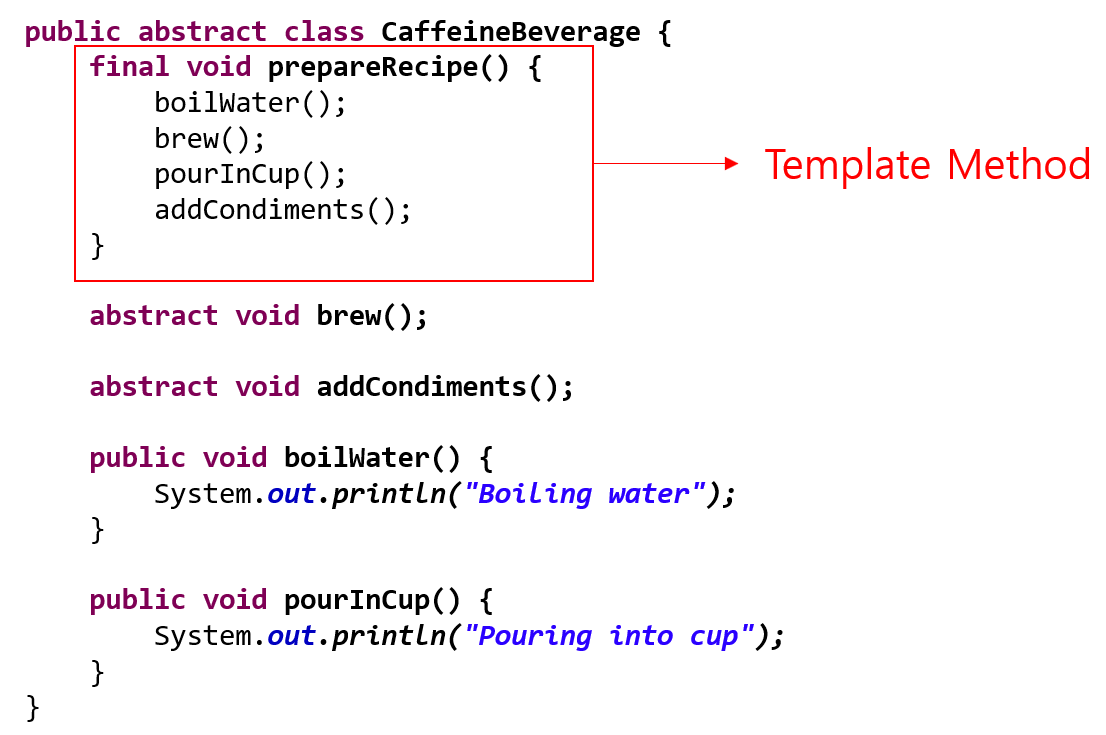 public abstract class CaffeineBeverage {
final void prepareRecipe() {
boilWater();
brew();
pourInCup();
addCondiments();
}
Template Method
abstract void brew();
abstract void addCondiments();
public void boilWater() {
System.out.println("Boiling water");
}
public void pourInCup() {
System.out.println("Pouring into cup");
}
}